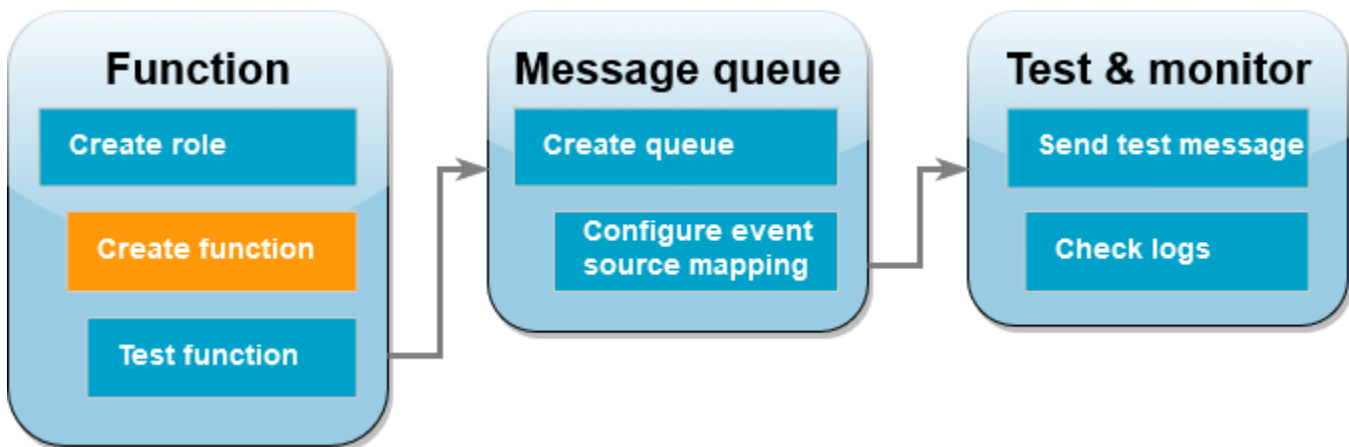 Function
Create role
Create function
Test function
Message queue
Create queue
Configure event
source mapping
Test & monitor
Send test message
Check logs